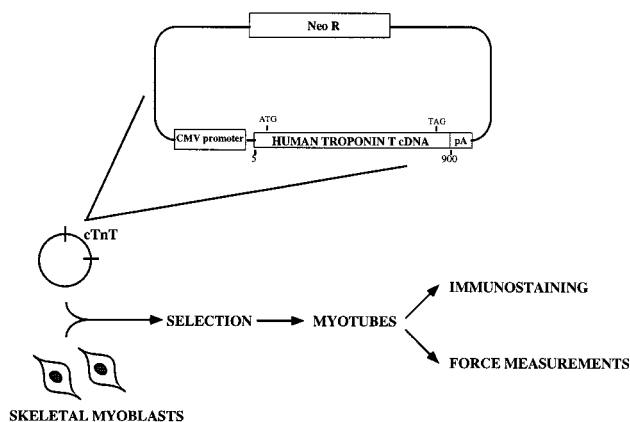 Neo R
ATG
TAG
CMV promoter
HUMAN TROPONIN T cDNA
pA
5
900
cTnT
IMMUNOSTAINING
SELECTION
MYOTUBES
FORCE MEASUREMENTS
SKELETAL MYOBLASTS